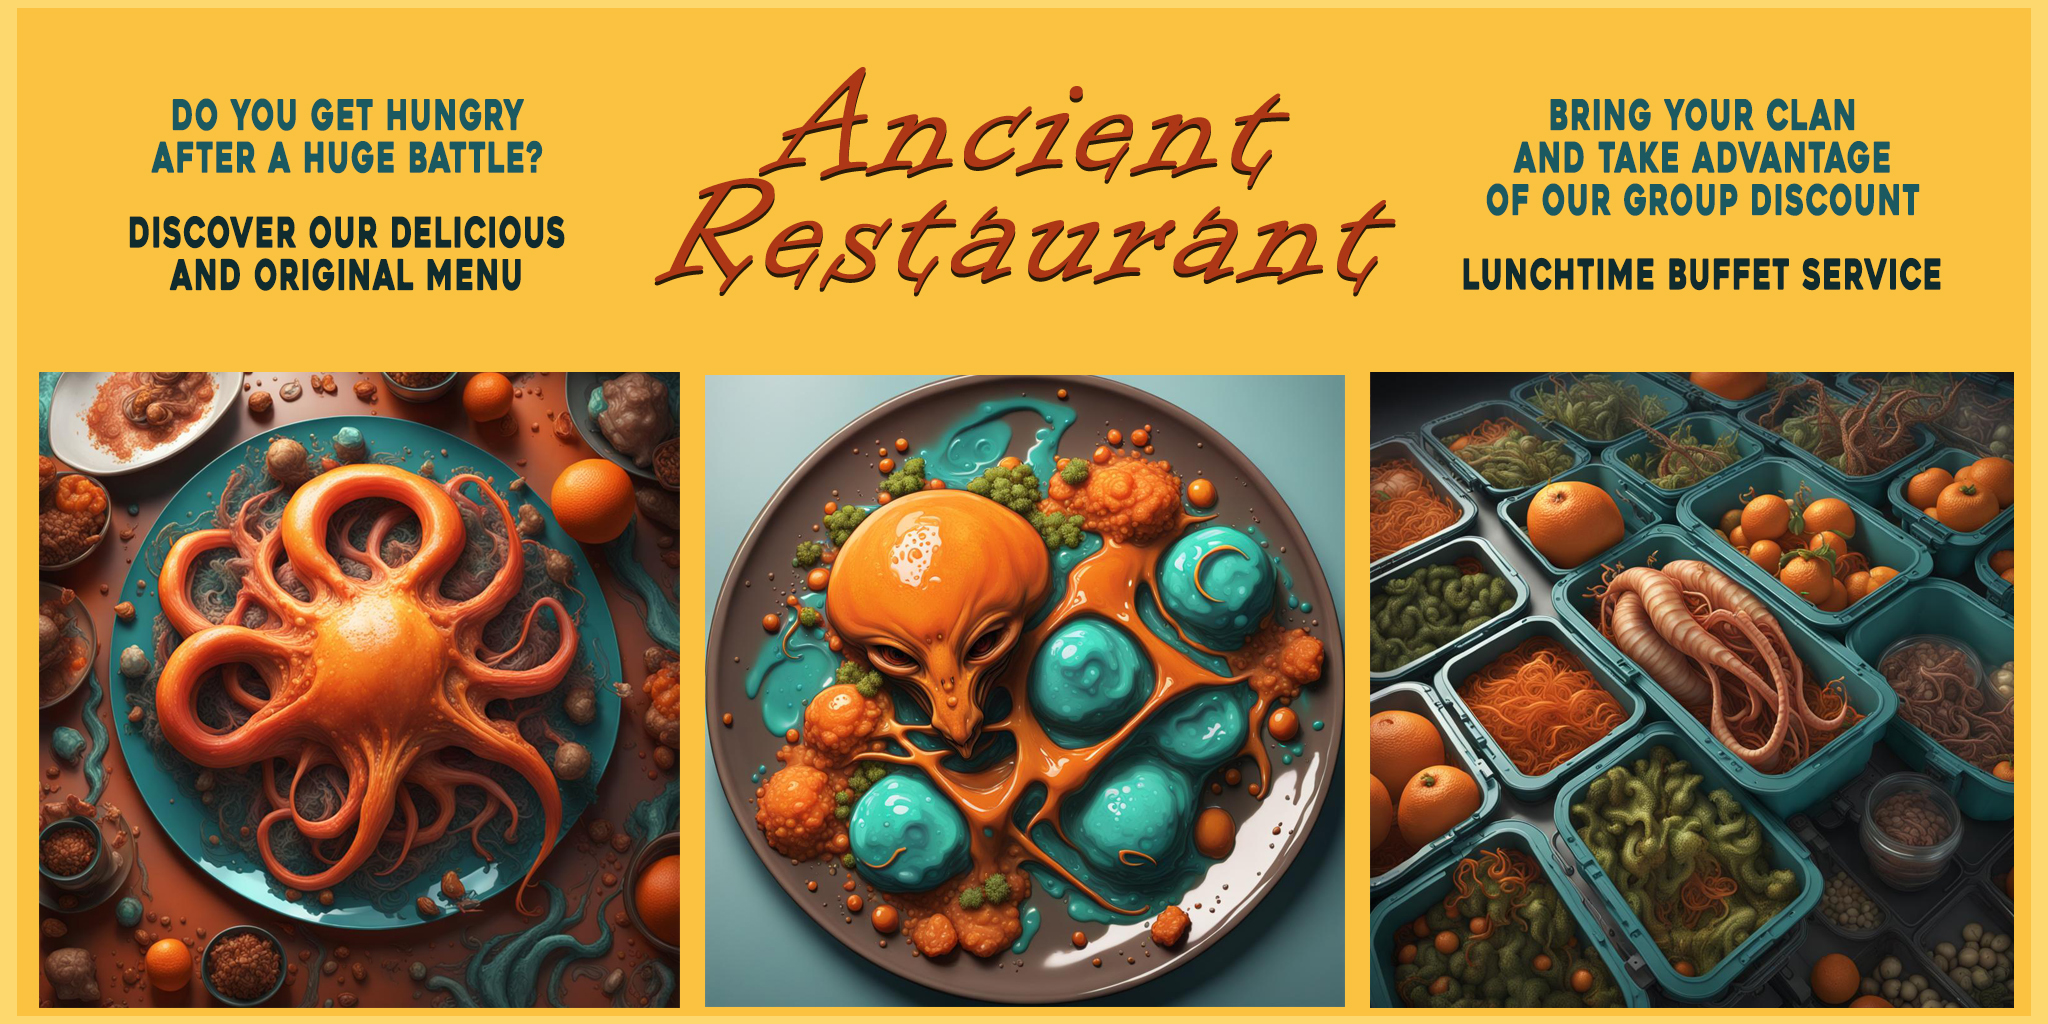 DO YOU GET HUNGRY
AFTER A HUGE BATTLE?
DISCOVER OUR DELICIOUS
AND ORIGINAL MENU
Ancient
Restaurant
BRING YOUR CLAN
AND TAKE ADVANTAGE
OF OUR GROUP DISCOUNT
LUNCHTIME BUFFET SERVICE